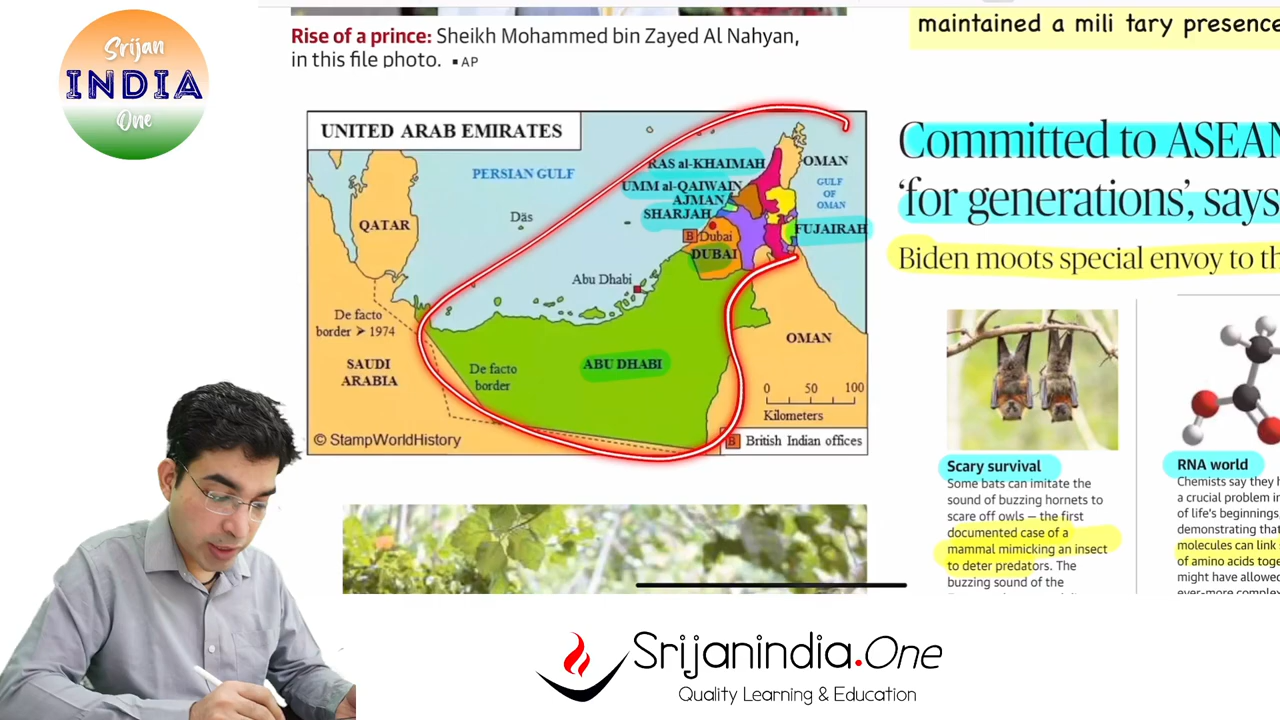 Srijan
INDIA
One
Rise of a prince: Sheikh Mohammed bin Zayed Al Nahyan,
in this file photo. ▪ AP
maintained a mili tary presence
UNITED ARAB EMIRATES
PERSIAN GULF
QATAR
Däs
RAS al-KHAIMAH
UMM al-QAIWAIN
AJMAN
SHARJAH
OMAN
GULF
OF
OMAN
FUJAIRAH
B Dubai
DUBAI
Abu Dhabi
De facto
border ➤ 1974
SAUDI
ARABIA
De facto
border
ABU DHABI
OMAN
0 50 100
Kilometers
© StampWorldHistory
B British Indian offices
Committed to ASEAN
‘for generations’, says
Biden moots special envoy to th
Scary survival
Some bats can imitate the
sound of buzzing hornets to
scare off owls — the first
documented case of a
mammal mimicking an insect
to deter predators. The
buzzing sound of the
RNA world
Chemists say they h
a crucial problem in
of life's beginnings,
demonstrating that
molecules can link
of amino acids toge
might have allowed
ever-more complex
Srijanindia.One
Quality Learning & Education